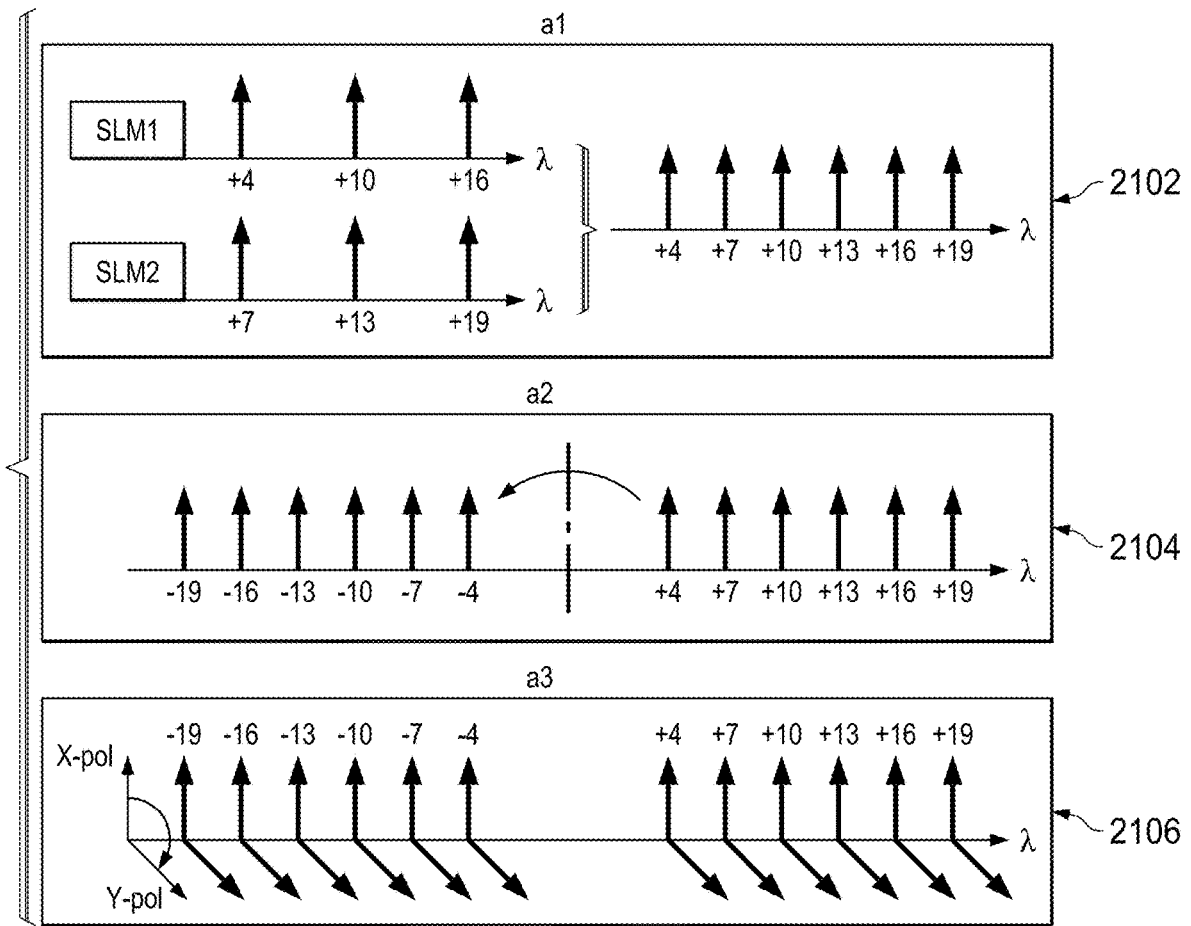 a1
SLM1
+4 +10 +16 λ
SLM2
+7 +13 +19 λ
+4 +7 +10 +13 +16 +19 λ
2102
a2
-19 -16 -13 -10 -7 -4 +4 +7 +10 +13 +16 +19 λ
2104
a3
X-pol
-19 -16 -13 -10 -7 -4 +4 +7 +10 +13 +16 +19
λ
Y-pol
2106